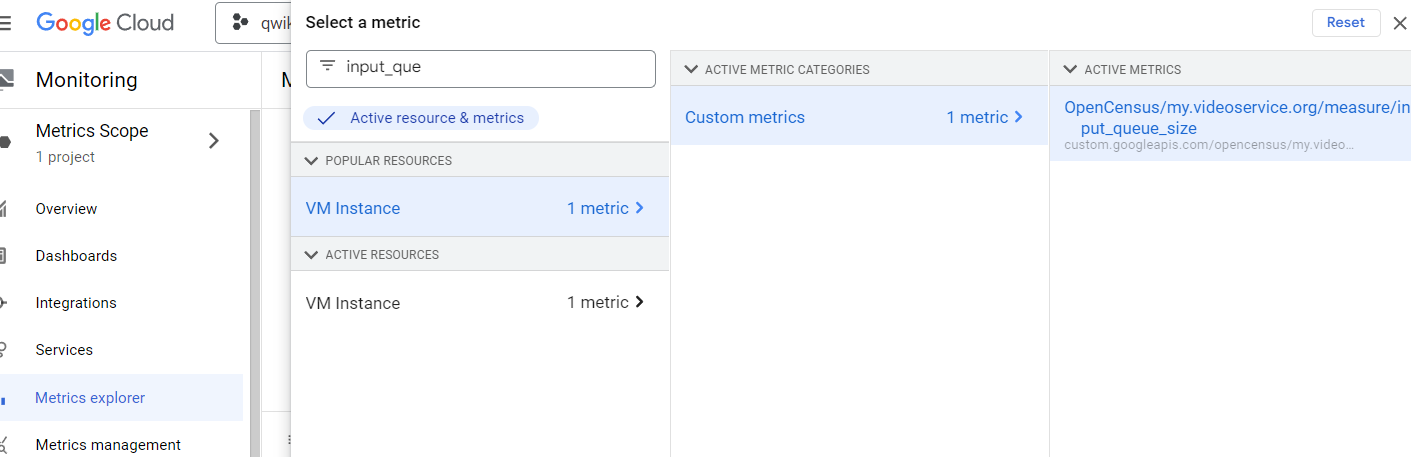 Google Cloud
qwik
Select a metric
Reset
Monitoring
M
input_que
Active resource & metrics
Metrics Scope
1 project
POPULAR RESOURCES
VM Instance 1 metric
ACTIVE RESOURCES
VM Instance 1 metric
ACTIVE METRIC CATEGORIES
Custom metrics 1 metric
ACTIVE METRICS
OpenCensus/my.videoservice.org/measure/in
put_queue_size
custom.googleapis.com/opencensus/my.video…
Overview
Dashboards
Integrations
Services
Metrics explorer
Metrics management